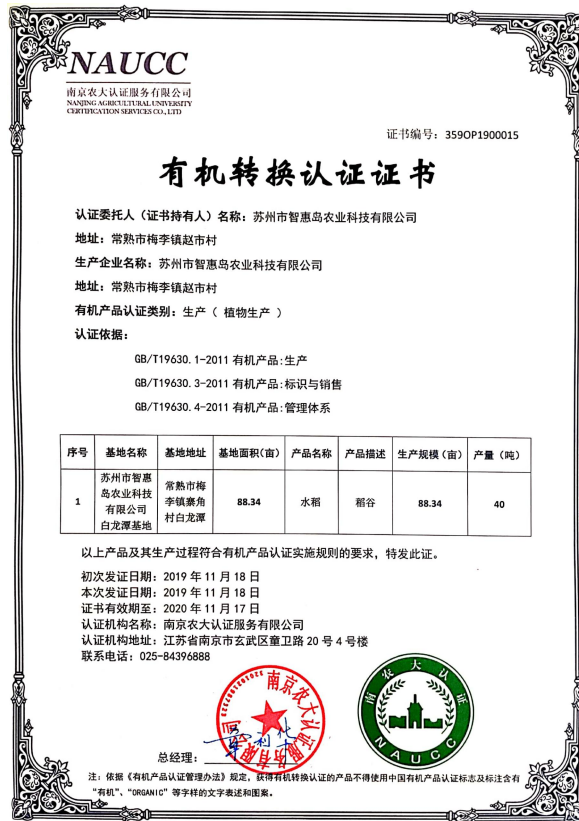 NAUCC
南京农大认证服务有限公司
NANJING AGRICULTURAL UNIVERSITY
CERTIFICATION SERVICES CO., LTD
证书编号：359OP1900015
有机转换认证证书
认证委托人（证书持有人）名称：苏州市智惠岛农业科技有限公司
地址：常熟市梅李镇赵市村
生产企业名称：苏州市智惠岛农业科技有限公司
地址：常熟市梅李镇赵市村
有机产品认证类别：生产（ 植物生产 ）
认证依据：
GB/T19630.1-2011 有机产品:生产
GB/T19630.3-2011 有机产品:标识与销售
GB/T19630.4-2011 有机产品:管理体系
序号 基地名称 基地地址 基地面积(亩) 产品名称 产品描述 生产规模（亩） 产量（吨）
1 苏州市智惠岛农业科技有限公司白龙潭基地 常熟市梅李镇寨角村白龙潭 88.34 水稻 稻谷 88.34 40
以上产品及其生产过程符合有机产品认证实施规则的要求，特发此证。
初次发证日期：2019 年 11 月 18 日
本次发证日期：2019 年 11 月 18 日
证书有效期至：2020 年 11 月 17 日
认证机构名称：南京农大认证服务有限公司
认证机构地址：江苏省南京市玄武区童卫路 20 号 4 号楼
联系电话：025-84396888
南京农大认证服务有限公司
南农大认证
NAUCC
总经理：
注：依据《有机产品认证管理办法》规定，获得有机转换认证的产品不得使用中国有机产品认证标志及标注含有
“有机”、“ORGANIC”等字样的文字表述和图案。